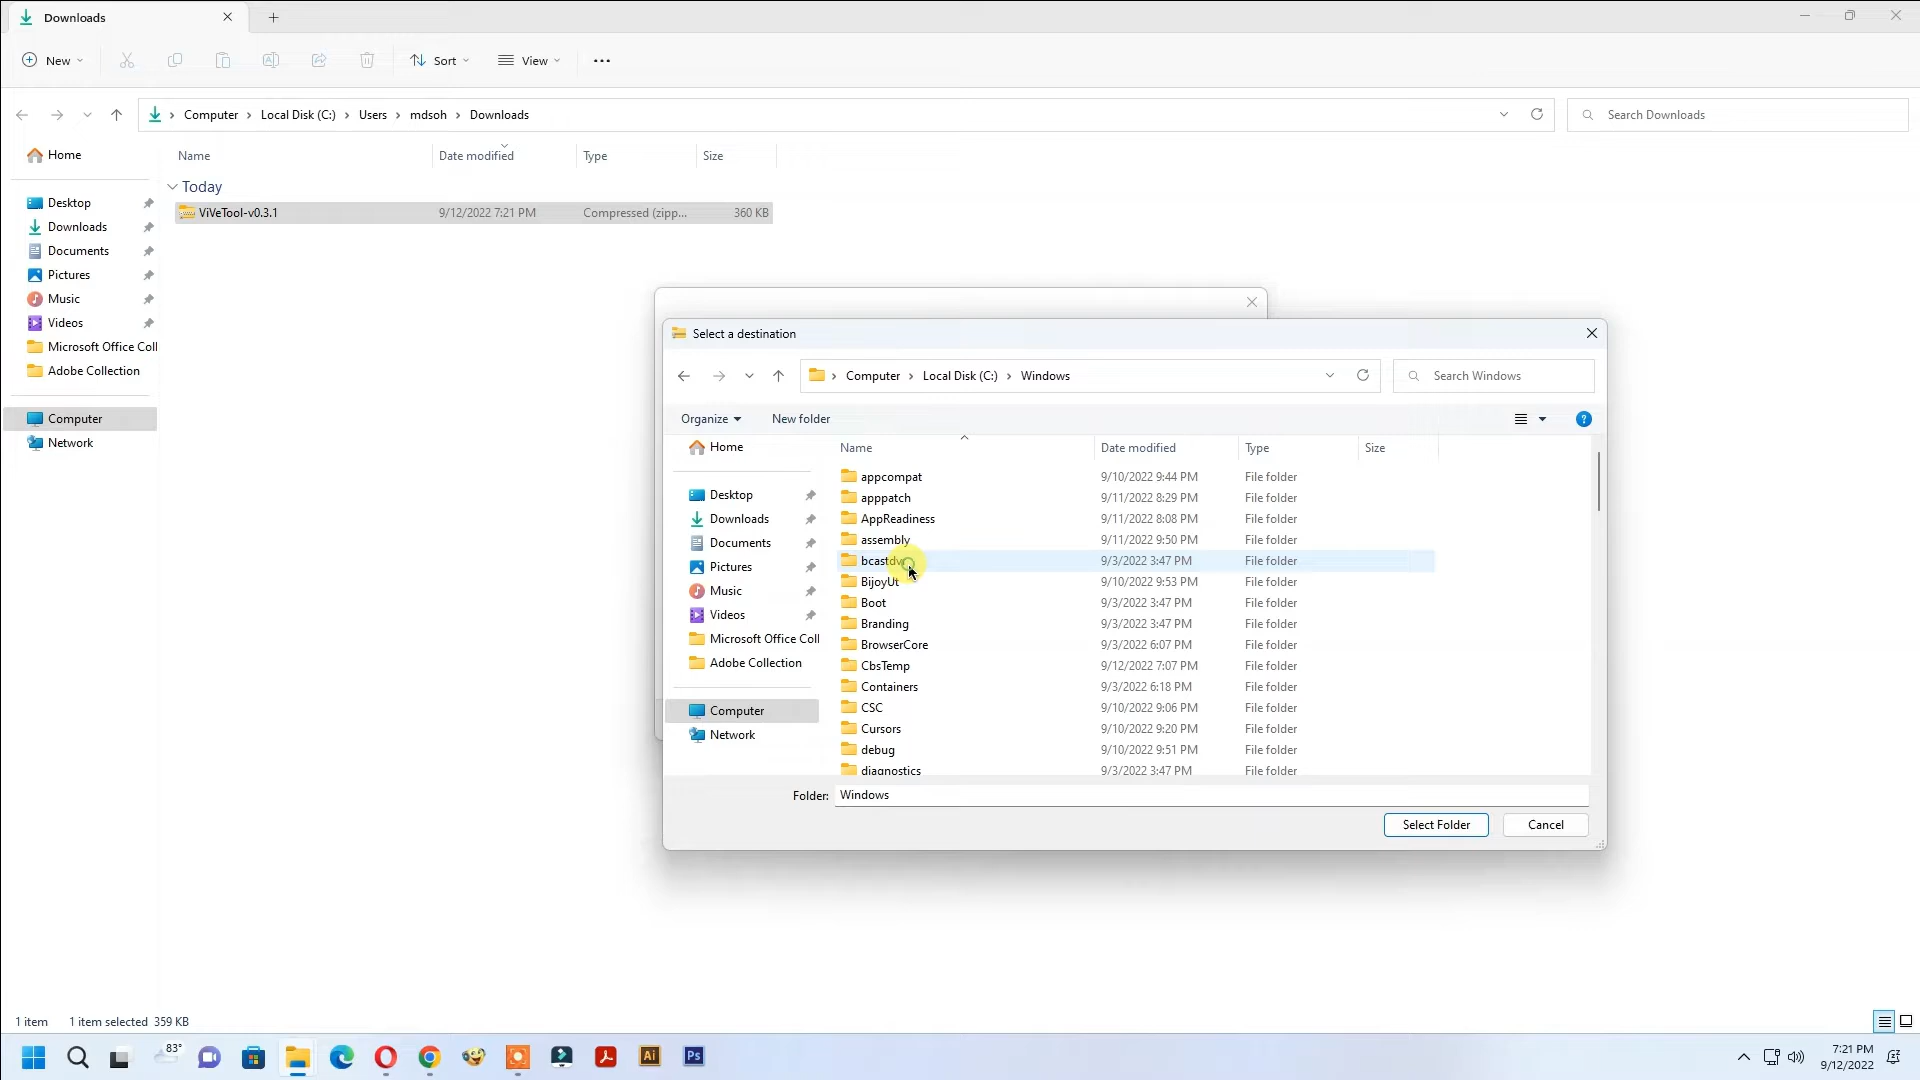 Downloads
New
Sort
View
Computer
Local Disk (C:)
Users
mdsoh
Downloads
Search Downloads
Home
Desktop
Downloads
Documents
Pictures
Music
Videos
Microsoft Office Coll
Adobe Collection
Computer
Network
Name
Date modified
Type
Size
Today
ViVeTool-v0.3.1
9/12/2022 7:21 PM
Compressed (zipp...
360 KB
Select a destination
Computer
Local Disk (C:)
Windows
Search Windows
Organize
New folder
?
Home
Desktop
Downloads
Documents
Pictures
Music
Videos
Microsoft Office Coll
Adobe Collection
Computer
Network
Name Date modified Type Size
appcompat 9/10/2022 9:44 PM File folder
apppatch 9/11/2022 8:29 PM File folder
AppReadiness 9/11/2022 8:08 PM File folder
assembly 9/11/2022 9:50 PM File folder
9/3/2022 3:47 PM File folder
BijoyUt 9/10/2022 9:53 PM File folder
Boot 9/3/2022 3:47 PM File folder
Branding 9/3/2022 3:47 PM File folder
BrowserCore 9/3/2022 6:07 PM File folder
CbsTemp 9/12/2022 7:07 PM File folder
Containers 9/3/2022 6:18 PM File folder
CSC 9/10/2022 9:06 PM File folder
Cursors 9/10/2022 9:20 PM File folder
debug 9/10/2022 9:51 PM File folder
diagnostics 9/3/2022 3:47 PM File folder
Folder: Windows
Select Folder
Cancel
1 item
1 item selected 359 KB
83°
Ai
Ps
7:21 PM
9/12/2022